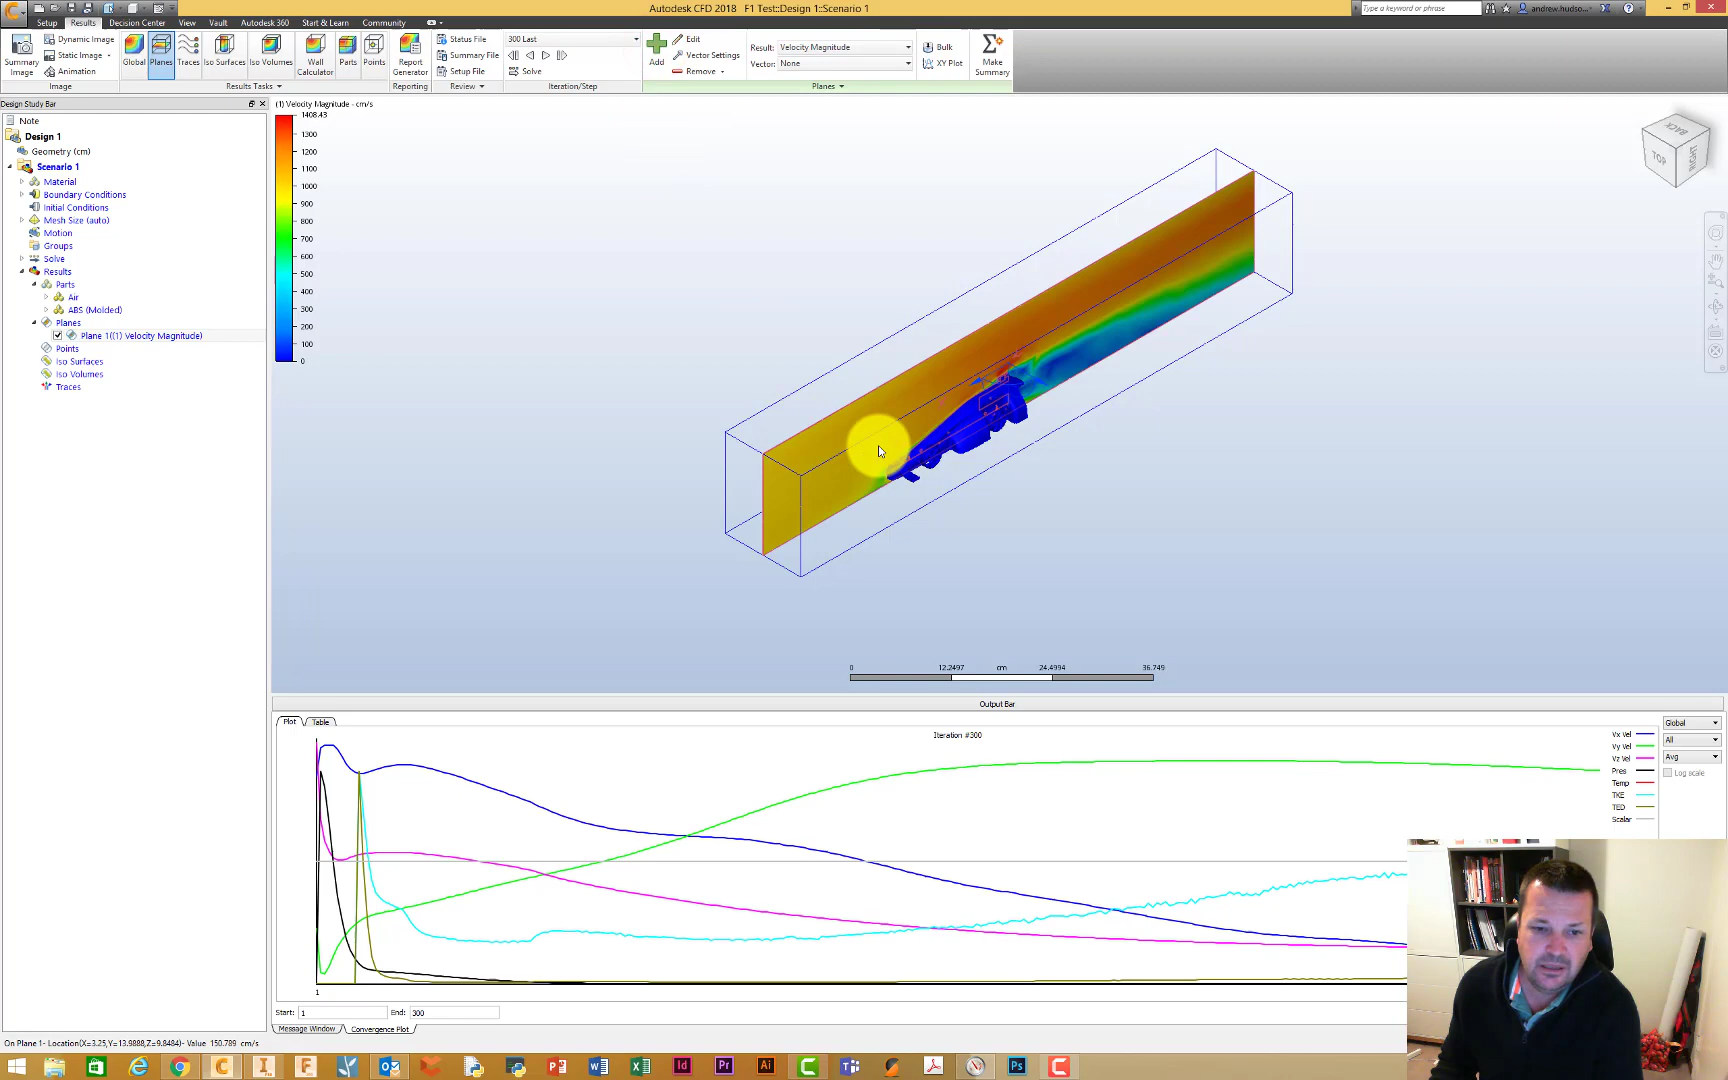 Autodesk CFD 2018 F1 Test::Design 1::Scenario 1
Type a keyword or phrase
andrew.hudso...
Setup Results Decision Center View Vault Autodesk 360 Start & Learn Community
Summary Image
Dynamic Image
Static Image
Animation
Image
Global
Planes
Traces
Iso Surfaces
Iso Volumes
Wall Calculator
Parts
Points
Results Tasks
Report Generator
Reporting
Status File
Summary File
Setup File
Review
300 Last
Solve
Iteration/Step
Add
Edit
Vector Settings
Remove
Result: Velocity Magnitude
Vector: None
Bulk
XY Plot
Make Summary
Planes
Design Study Bar
Note
Design 1
Geometry (cm)
Scenario 1
Material
Boundary Conditions
Initial Conditions
Mesh Size (auto)
Motion
Groups
Solve
Results
Parts
Air
ABS (Molded)
Planes
Plane 1((1) Velocity Magnitude)
Points
Iso Surfaces
Iso Volumes
Traces
(1) Velocity Magnitude - cm/s
1408.43
1300
1200
1100
1000
900
800
700
600
500
400
300
200
100
0
BACK
TOP
RIGHT
0 12.2497 cm 24.4994 36.749
Output Bar
Plot Table
Iteration #300
Vx Vel
Vy Vel
Vz Vel
Pres
Temp
TKE
TED
Scalar
Global
All
Avg
Log scale
1
Start: 1 End: 300
Message Window Convergence Plot
On Plane 1- Location(X=3.25,Y=13.9888,Z=9.8484)- Value 150.789 cm/s